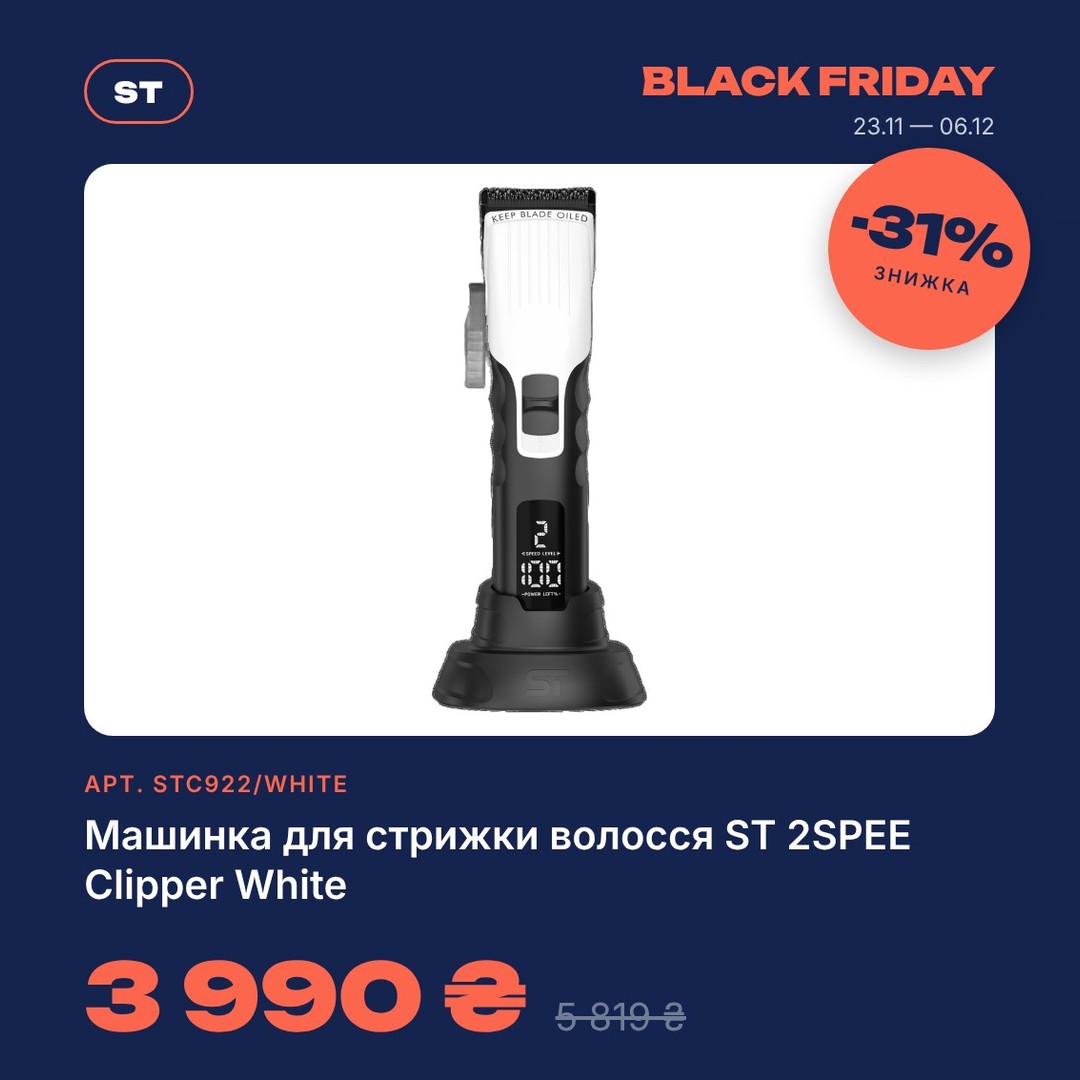 ST
BLACK FRIDAY
23.11 — 06.12
-31%
ЗНИЖКА
KEEP BLADE OILED
2
SPEED LEVEL
100
POWER LEFT%
ST
АРТ. STC922/WHITE
Машинка для стрижки волосся ST 2SPEE
Clipper White
3 990 ₴ 5 819 ₴